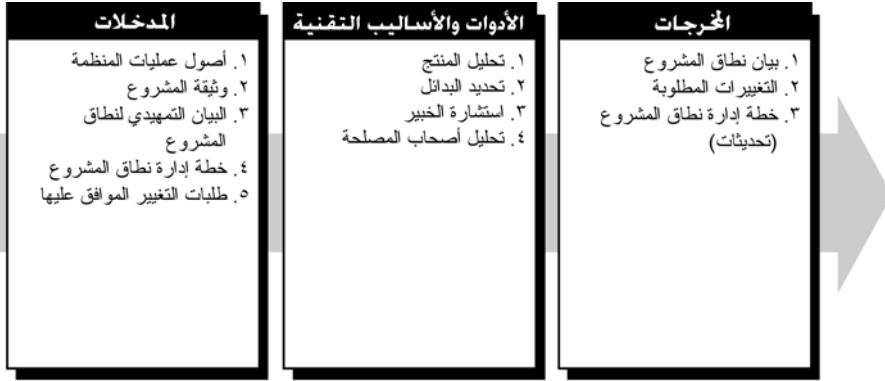 المدخلات
١. أصول عمليات المنظمة
٢. وثيقة المشروع
٣. البيان التمهيدي لنطاق
المشروع
٤. خطة إدارة نطاق المشروع
٥. طلبات التغيير الموافق عليها
الأدوات والأساليب التقنية
١. تحليل المنتج
٢. تحديد البدائل
٣. استشارة الخبير
٤. تحليل أصحاب المصلحة
المخرجات
١. بيان نطاق المشروع
٢. التغييرات المطلوبة
٣. خطة إدارة نطاق المشروع
(تحديثات)